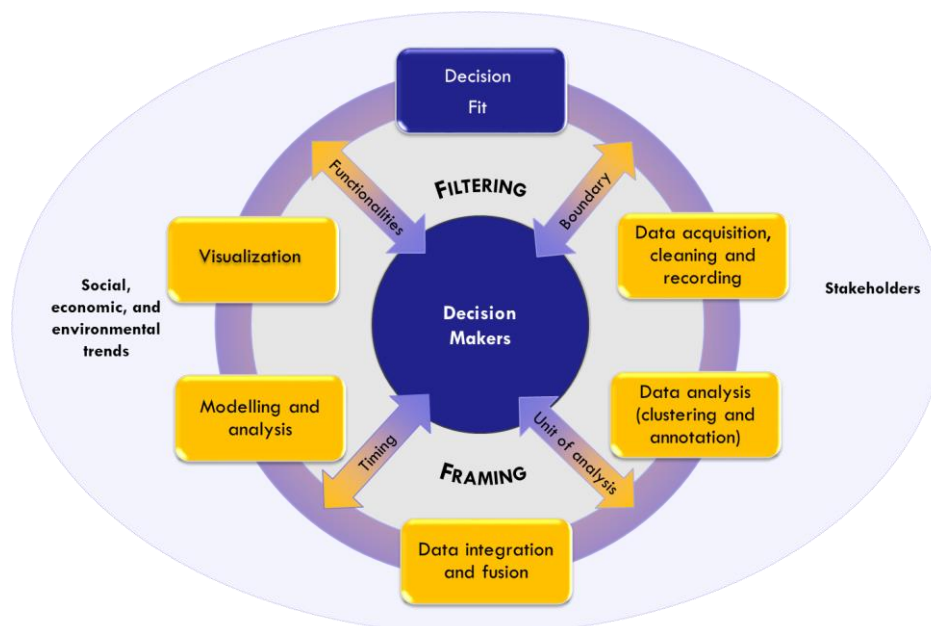 Decision
Fit
Functionalities
FILTERING
Boundary
Visualization
Data acquisition,
cleaning and
recording
Social,
economic, and
environmental
trends
Decision
Makers
Stakeholders
Modelling and
analysis
Data analysis
(clustering and
annotation)
Timing
Unit of analysis
FRAMING
Data integration
and fusion